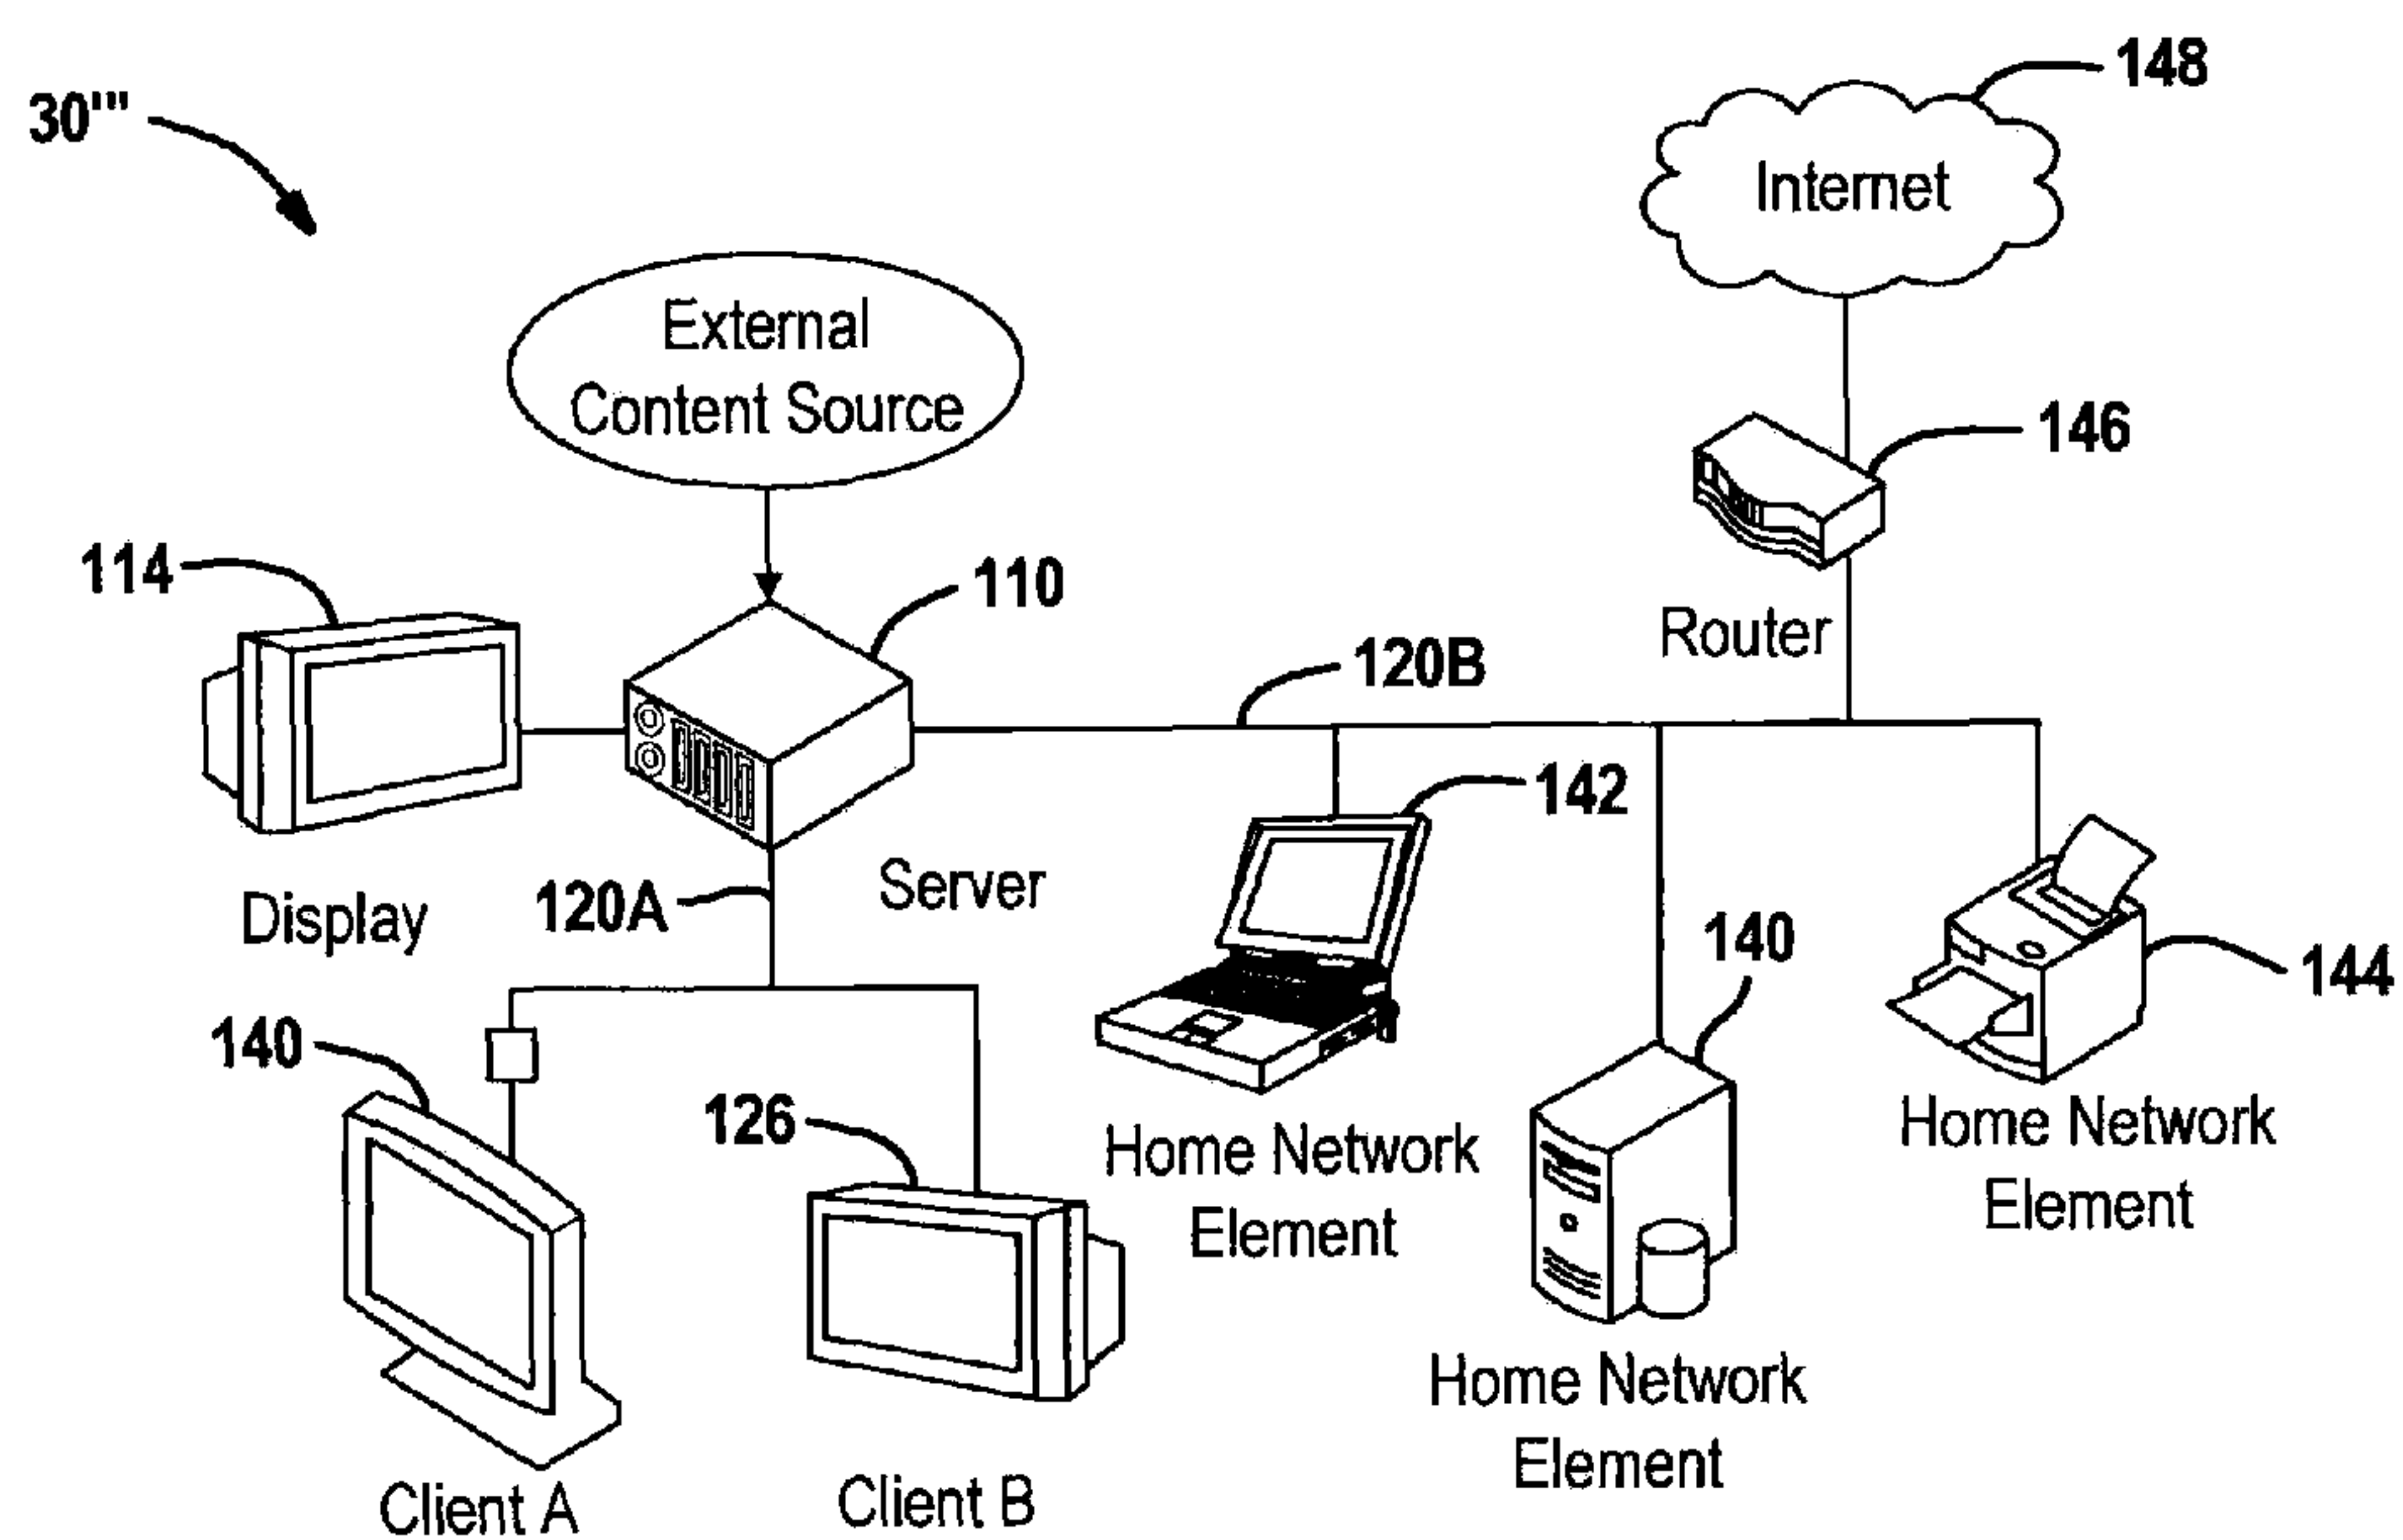 30'''
148
Internet
External
Content Source
146
114
110
Router
120B
142
Display
120A
Server
140
144
140
126
Home Network
Element
Home Network
Element
Home Network
Element
Client A
Client B